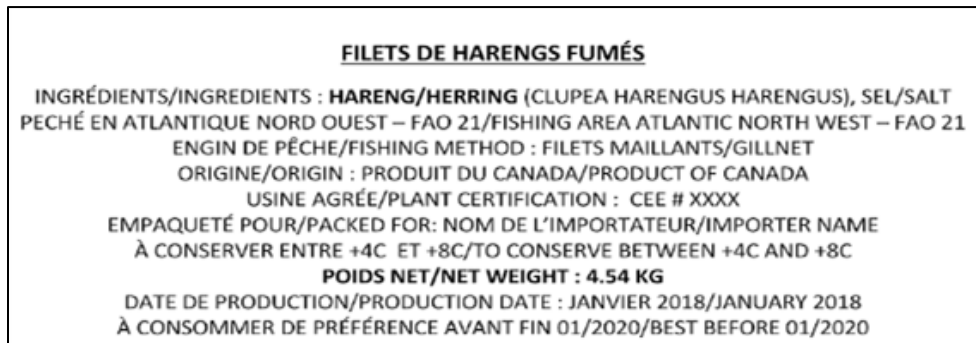 FILETS DE HARENGS FUMÉS
INGRÉDIENTS/INGREDIENTS : HARENG/HERRING (CLUPEA HARENGUS HARENGUS), SEL/SALT
PECHÉ EN ATLANTIQUE NORD OUEST – FAO 21/FISHING AREA ATLANTIC NORTH WEST – FAO 21
ENGIN DE PÊCHE/FISHING METHOD : FILETS MAILLANTS/GILLNET
ORIGINE/ORIGIN : PRODUIT DU CANADA/PRODUCT OF CANADA
USINE AGRÉE/PLANT CERTIFICATION : CEE # XXXX
EMPAQUETÉ POUR/PACKED FOR: NOM DE L'IMPORTATEUR/IMPORTER NAME
À CONSERVER ENTRE +4C ET +8C/TO CONSERVE BETWEEN +4C AND +8C
POIDS NET/NET WEIGHT : 4.54 KG
DATE DE PRODUCTION/PRODUCTION DATE : JANVIER 2018/JANUARY 2018
À CONSOMMER DE PRÉFÉRENCE AVANT FIN 01/2020/BEST BEFORE 01/2020